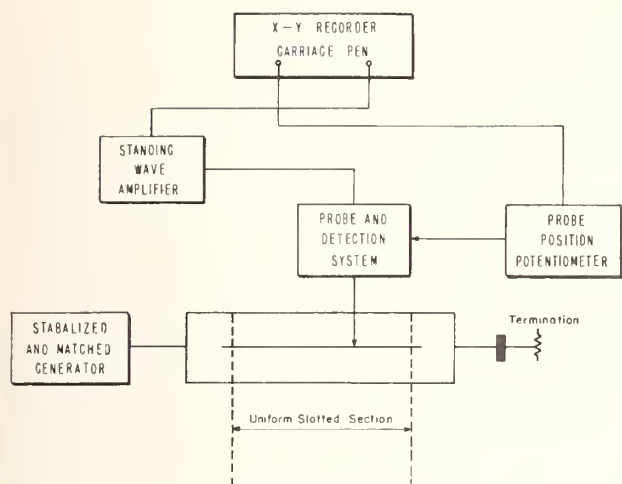 X-Y RECORDER
CARRIAGE PEN
STANDING
WAVE
AMPLIFIER
PROBE AND
DETECTION
SYSTEM
PROBE
POSITION
POTENTIOMETER
STABALIZED
AND MATCHED
GENERATOR
Termination
Uniform Slotted Section